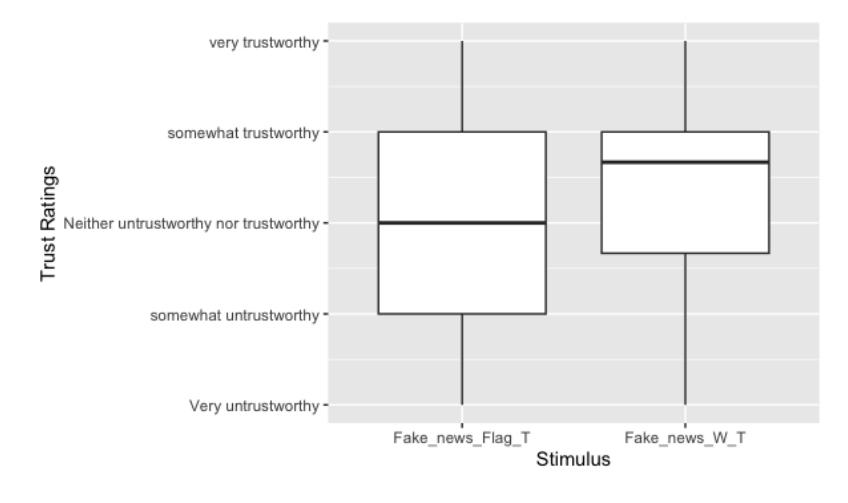 very trustworthy
somewhat trustworthy
Trust Ratings
Neither untrustworthy nor trustworthy
somewhat untrustworthy
Very untrustworthy
Fake_news_Flag_T
Fake_news_W_T
Stimulus